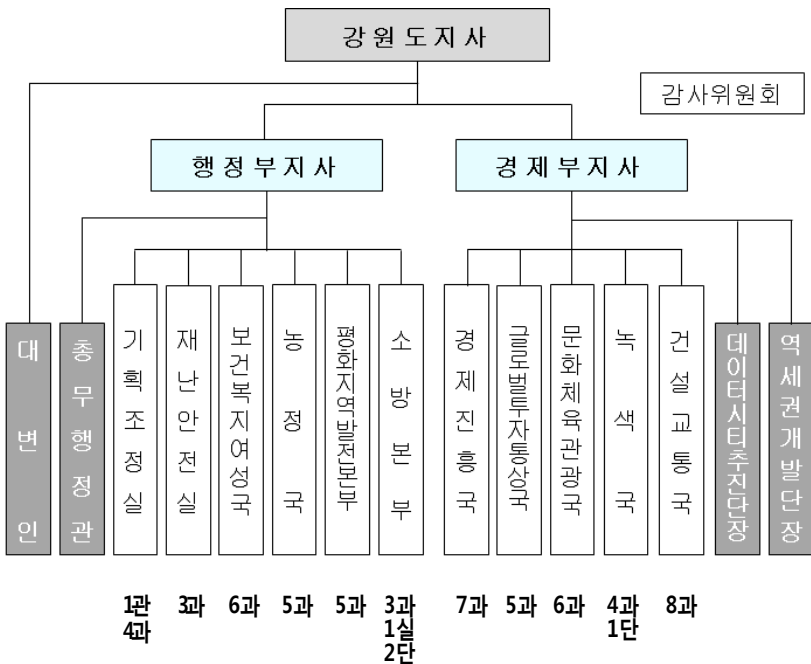 강원도지사
감사위원회
행정부지사
경제부지사
대변인
총무행정관
기획조정실
재난안전실
보건복지여성국
농정국
평화지역발전본부
소방본부
경제진흥국
글로벌투자통상국
문화체육관광국
녹색국
건설교통국
데이터시티추진단장
역세권개발단장
1관
4과
3과
6과
5과
5과
3과
1실
2단
7과
5과
6과
4과
1단
8과